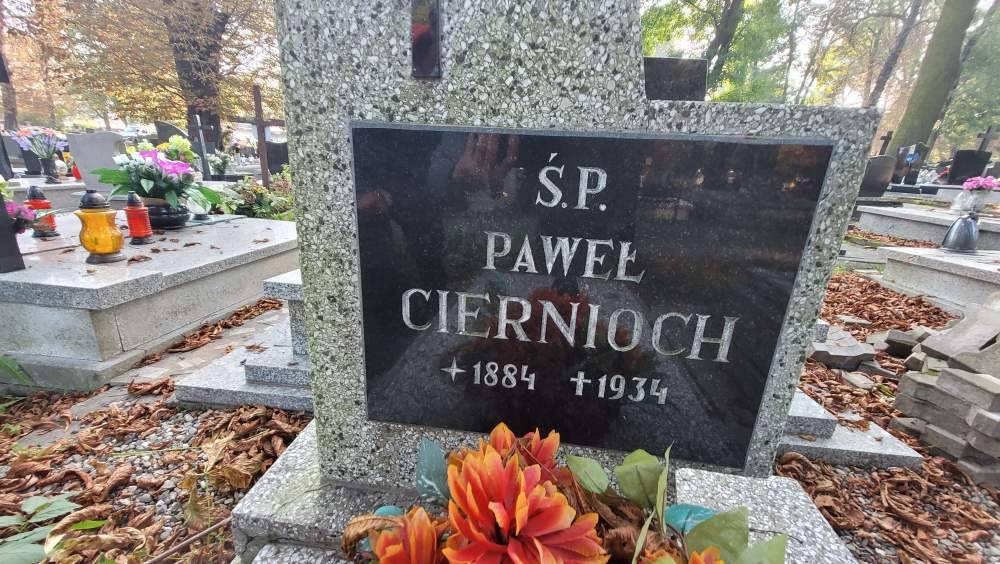 Ś.P.
PAWEŁ
CIERNIOCH
✦1884 ✝1934